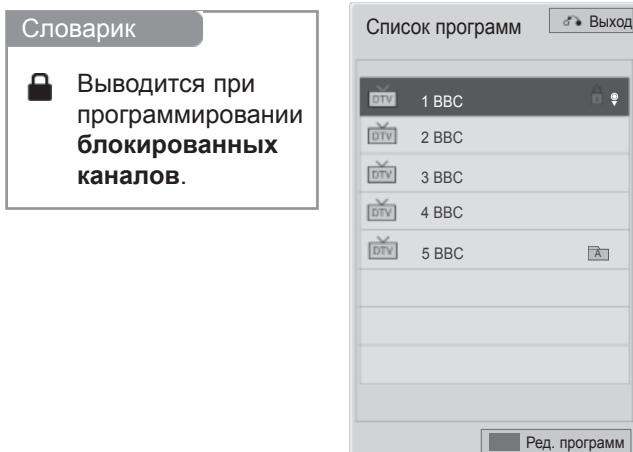 Словарик
Выводится при
программировании
блокированных
каналов.
Список программ
Выход
DTV 1 BBC
DTV 2 BBC
DTV 3 BBC
DTV 4 BBC
DTV 5 BBC A
Ред. программ